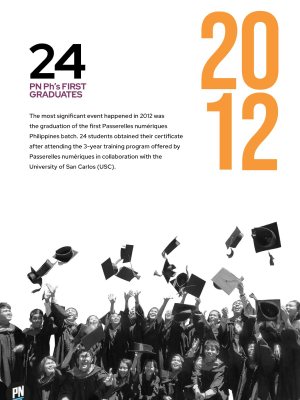 24
PN Ph's FIRST
GRADUATES
20
12
The most significant event happened in 2012 was
the graduation of the first Passerelles numériques
Philippines batch. 24 students obtained their certificate
after attending the 3-year training program offered by
Passerelles numériques in collaboration with the
University of San Carlos (USC).
PN